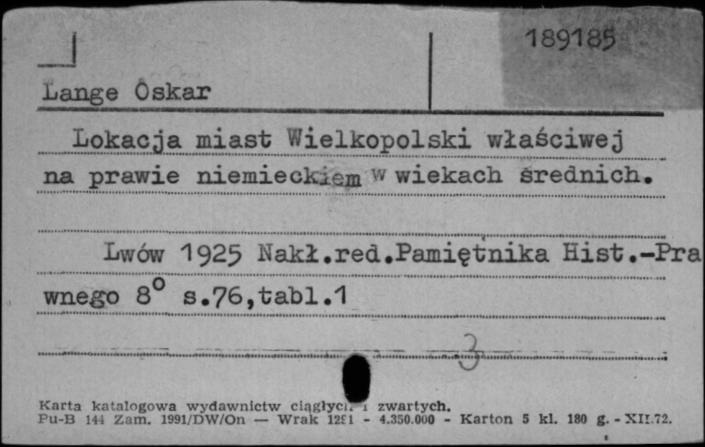 189185
Lange Oskar
Lokacja miast Wielkopolski właściwej
na prawie niemieckiem w wiekach średnich.
Lwów 1925 Nakł.red.Pamiętnika Hist.-Pra
wnego 8° s.76,tabl.1
3
Karta katalogowa wydawnictw ciągłych i zwartych.
Pu-B 144 Zam. 1991/DW/On — Wrak 1281 - 4.350.000 - Karton 5 kl. 180 g. - XII.72.